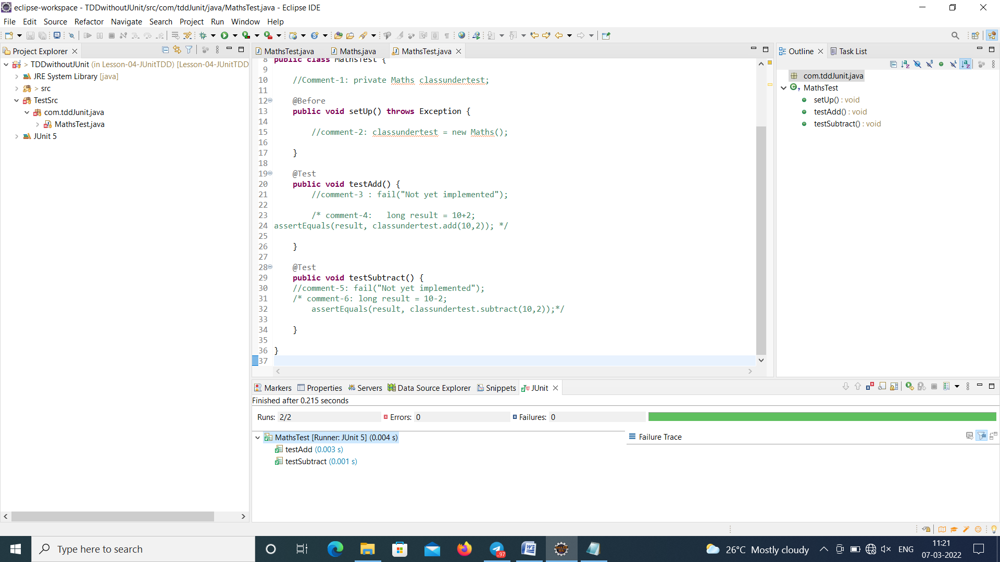 eclipse-workspace - TDDwithoutJUnit/src/com/tddJunit/java/MathsTest.java - Eclipse IDE
File Edit Source Refactor Navigate Search Project Run Window Help
Project Explorer
MathsTest.java Maths.java MathsTest.java
Outline Task List
> TDDwithoutJUnit (in Lesson-04-JUnitTDD) [Lesson-04-JUnitTDD
JRE System Library [java]
> src
TestSrc
com.tddJunit.java
MathsTest.java
JUnit 5
8 public class MathsTest {
9
10 //Comment-1: private Maths classundertest;
11
12 @Before
13 public void setUp() throws Exception {
14
15 //comment-2: classundertest = new Maths();
16
17 }
18
19 @Test
20 public void testAdd() {
21 //comment-3 : fail("Not yet implemented");
22
23 /* comment-4:   long result = 10+2;
24 assertEquals(result, classundertest.add(10,2)); */
25
26 }
27
28 @Test
29 public void testSubtract() {
30 //comment-5: fail("Not yet implemented");
31 /* comment-6: long result = 10-2;
32 assertEquals(result, classundertest.subtract(10,2));*/
33
34 }
35
36 }
37
com.tddJunit.java
MathsTest
setUp() : void
testAdd() : void
testSubtract() : void
Markers Properties Servers Data Source Explorer Snippets JUnit
Finished after 0.215 seconds
Runs: 2/2 Errors: 0 Failures: 0
MathsTest [Runner: JUnit 5] (0.004 s)
testAdd (0.003 s)
testSubtract (0.001 s)
Failure Trace
Type here to search
97
26°C Mostly cloudy
ENG
11:21
07-03-2022